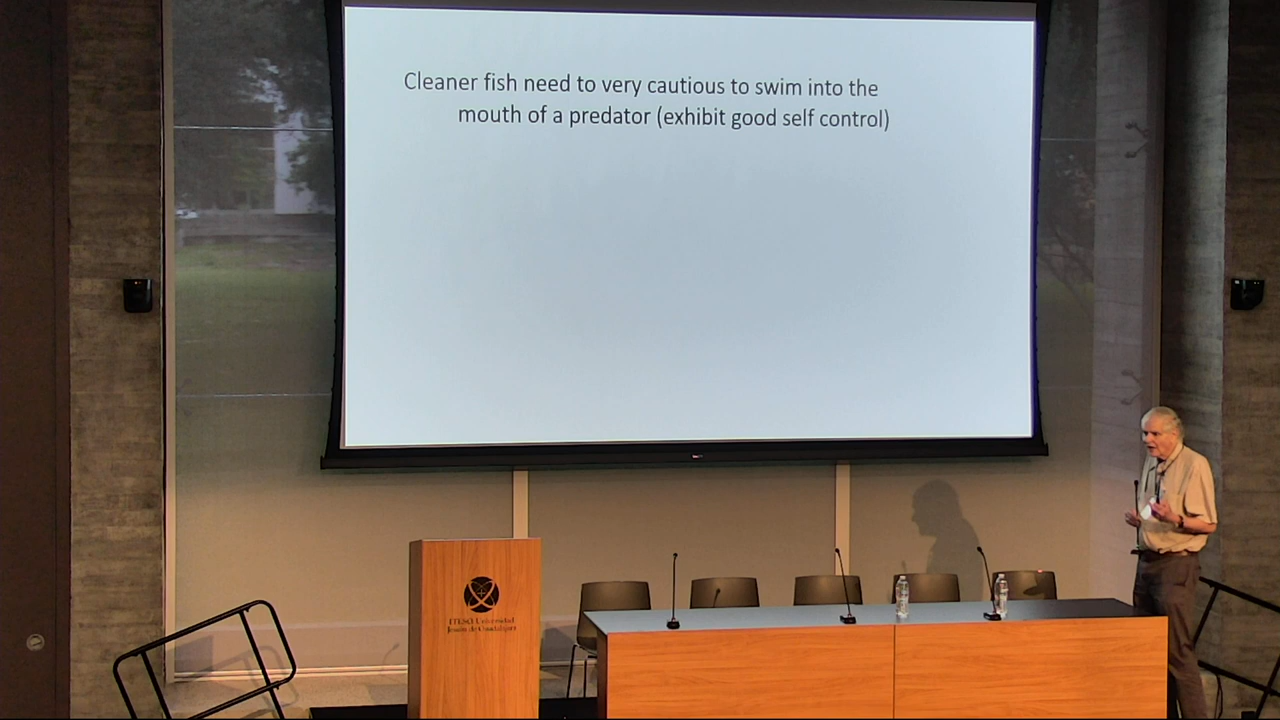 Cleaner fish need to very cautious to swim into the
mouth of a predator (exhibit good self control)
ITESO Universidad
Jesuita de Guadalajara